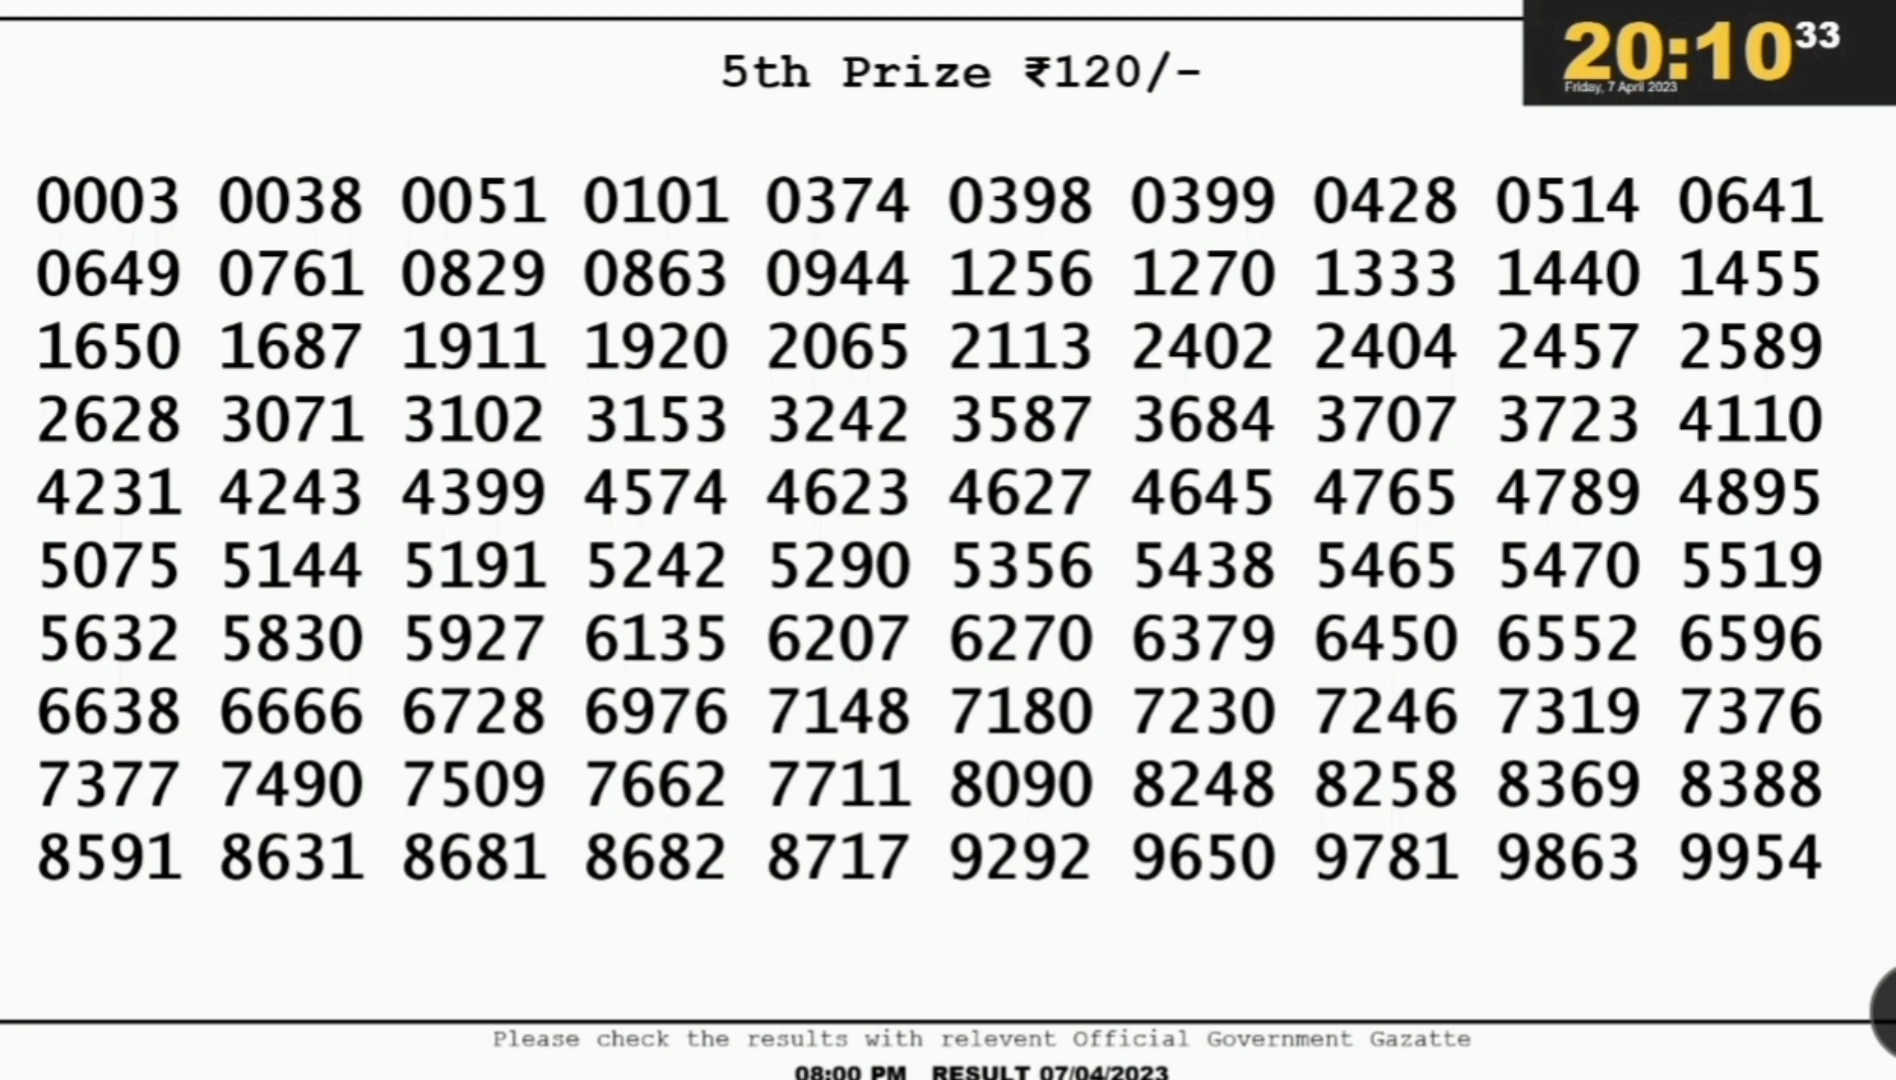 20:10 33
Friday, 7 April 2023
5th Prize ₹120/-
0003 0038 0051 0101 0374 0398 0399 0428 0514 0641
0649 0761 0829 0863 0944 1256 1270 1333 1440 1455
1650 1687 1911 1920 2065 2113 2402 2404 2457 2589
2628 3071 3102 3153 3242 3587 3684 3707 3723 4110
4231 4243 4399 4574 4623 4627 4645 4765 4789 4895
5075 5144 5191 5242 5290 5356 5438 5465 5470 5519
5632 5830 5927 6135 6207 6270 6379 6450 6552 6596
6638 6666 6728 6976 7148 7180 7230 7246 7319 7376
7377 7490 7509 7662 7711 8090 8248 8258 8369 8388
8591 8631 8681 8682 8717 9292 9650 9781 9863 9954
Please check the results with relevent Official Government Gazatte
08:00 PM RESULT 07/04/2023